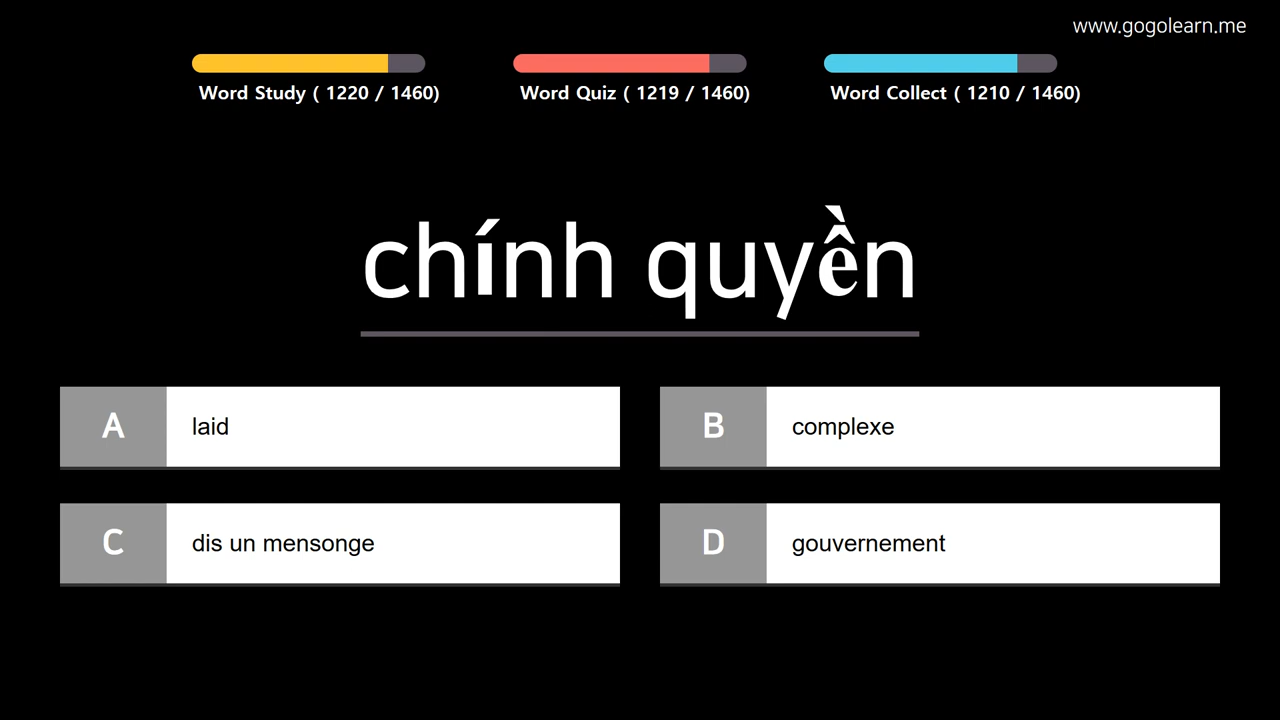 www.gogolearn.me
Word Study ( 1220 / 1460)
Word Quiz ( 1219 / 1460)
Word Collect ( 1210 / 1460)
chính quyền
A laid
B complexe
C dis un mensonge
D gouvernement